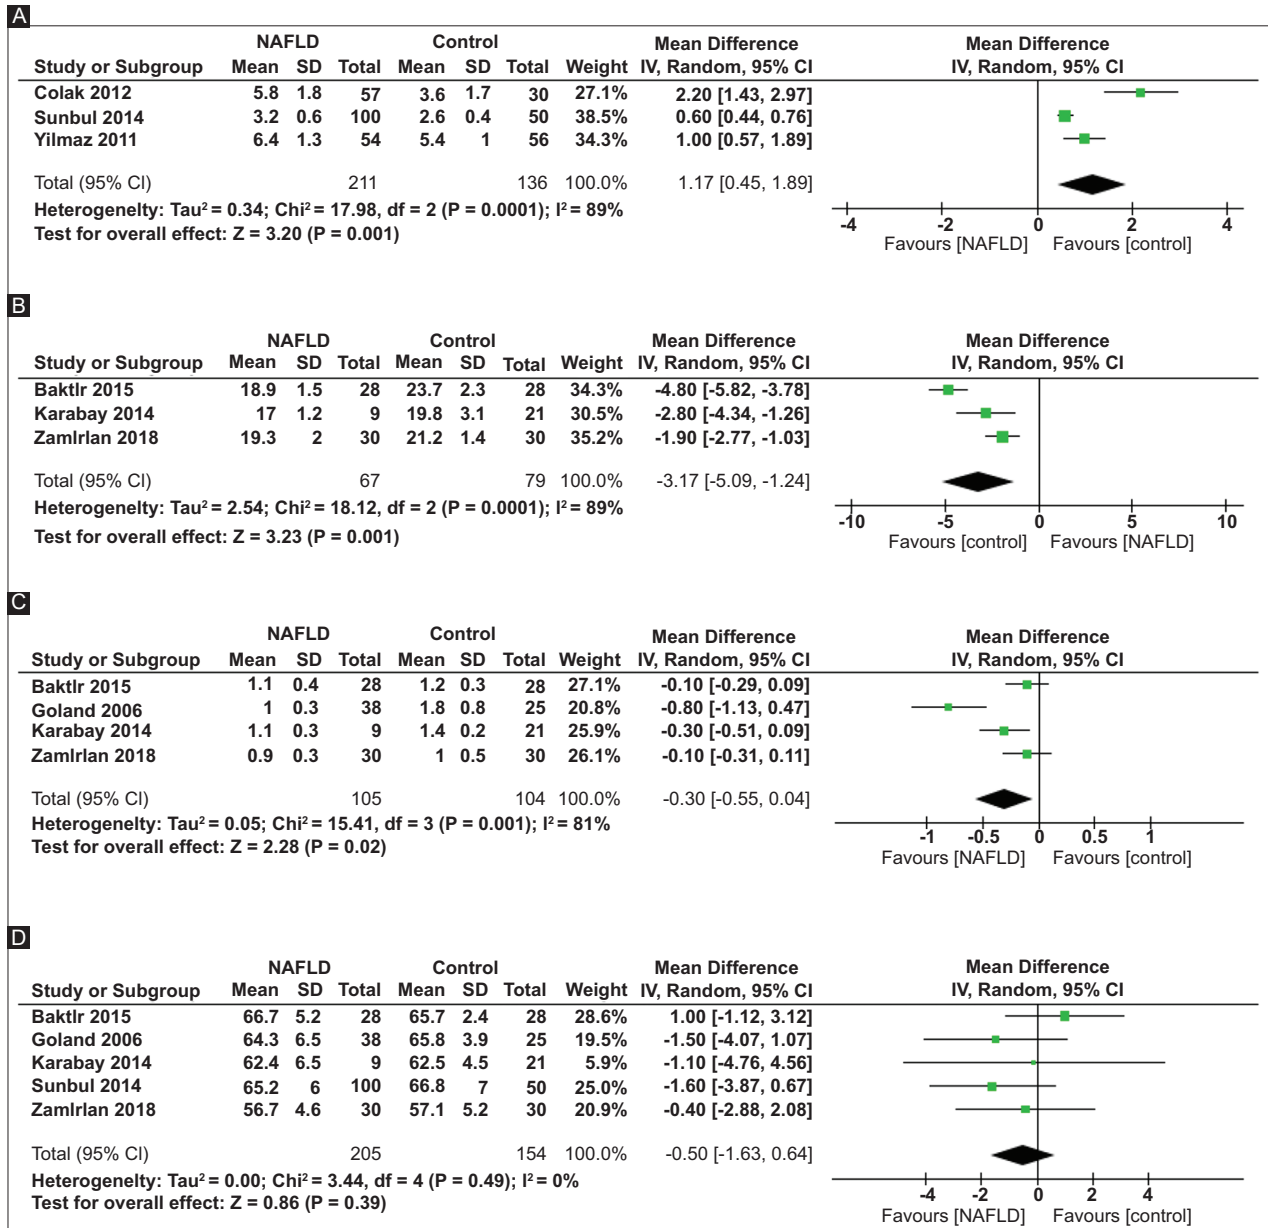 A
NAFLD Control Mean Difference Mean Difference
Study or Subgroup Mean SD Total Mean SD Total Weight IV, Random, 95% CI IV, Random, 95% CI
Colak 2012 5.8 1.8 57 3.6 1.7 30 27.1% 2.20 [1.43, 2.97]
Sunbul 2014 3.2 0.6 100 2.6 0.4 50 38.5% 0.60 [0.44, 0.76]
Yilmaz 2011 6.4 1.3 54 5.4 1 56 34.3% 1.00 [0.57, 1.89]
Total (95% CI) 211 136 100.0% 1.17 [0.45, 1.89]
Heterogenelty: Tau² = 0.34; Chi² = 17.98, df = 2 (P = 0.0001); I² = 89%
Test for overall effect: Z = 3.20 (P = 0.001)
-4 -2 0 2 4
Favours [NAFLD] Favours [control]
B
NAFLD Control Mean Difference Mean Difference
Study or Subgroup Mean SD Total Mean SD Total Weight IV, Random, 95% CI IV, Random, 95% CI
Baktlr 2015 18.9 1.5 28 23.7 2.3 28 34.3% -4.80 [-5.82, -3.78]
Karabay 2014 17 1.2 9 19.8 3.1 21 30.5% -2.80 [-4.34, -1.26]
Zamlrlan 2018 19.3 2 30 21.2 1.4 30 35.2% -1.90 [-2.77, -1.03]
Total (95% CI) 67 79 100.0% -3.17 [-5.09, -1.24]
Heterogenelty: Tau² = 2.54; Chi² = 18.12, df = 2 (P = 0.0001); I² = 89%
Test for overall effect: Z = 3.23 (P = 0.001)
-10 -5 0 5 10
Favours [control] Favours [NAFLD]
C
NAFLD Control Mean Difference Mean Difference
Study or Subgroup Mean SD Total Mean SD Total Weight IV, Random, 95% CI IV, Random, 95% CI
Baktlr 2015 1.1 0.4 28 1.2 0.3 28 27.1% -0.10 [-0.29, 0.09]
Goland 2006 1 0.3 38 1.8 0.8 25 20.8% -0.80 [-1.13, 0.47]
Karabay 2014 1.1 0.3 9 1.4 0.2 21 25.9% -0.30 [-0.51, 0.09]
Zamlrlan 2018 0.9 0.3 30 1 0.5 30 26.1% -0.10 [-0.31, 0.11]
Total (95% CI) 105 104 100.0% -0.30 [-0.55, 0.04]
Heterogenelty: Tau² = 0.05; Chi² = 15.41, df = 3 (P = 0.001); I² = 81%
Test for overall effect: Z = 2.28 (P = 0.02)
-1 -0.5 0 0.5 1
Favours [NAFLD] Favours [control]
D
NAFLD Control Mean Difference Mean Difference
Study or Subgroup Mean SD Total Mean SD Total Weight IV, Random, 95% CI IV, Random, 95% CI
Baktlr 2015 66.7 5.2 28 65.7 2.4 28 28.6% 1.00 [-1.12, 3.12]
Goland 2006 64.3 6.5 38 65.8 3.9 25 19.5% -1.50 [-4.07, 1.07]
Karabay 2014 62.4 6.5 9 62.5 4.5 21 5.9% -1.10 [-4.76, 4.56]
Sunbul 2014 65.2 6 100 66.8 7 50 25.0% -1.60 [-3.87, 0.67]
Zamlrlan 2018 56.7 4.6 30 57.1 5.2 30 20.9% -0.40 [-2.88, 2.08]
Total (95% CI) 205 154 100.0% -0.50 [-1.63, 0.64]
Heterogenelty: Tau² = 0.00; Chi² = 3.44, df = 4 (P = 0.49); I² = 0%
Test for overall effect: Z = 0.86 (P = 0.39)
-4 -2 0 2 4
Favours [NAFLD] Favours [control]